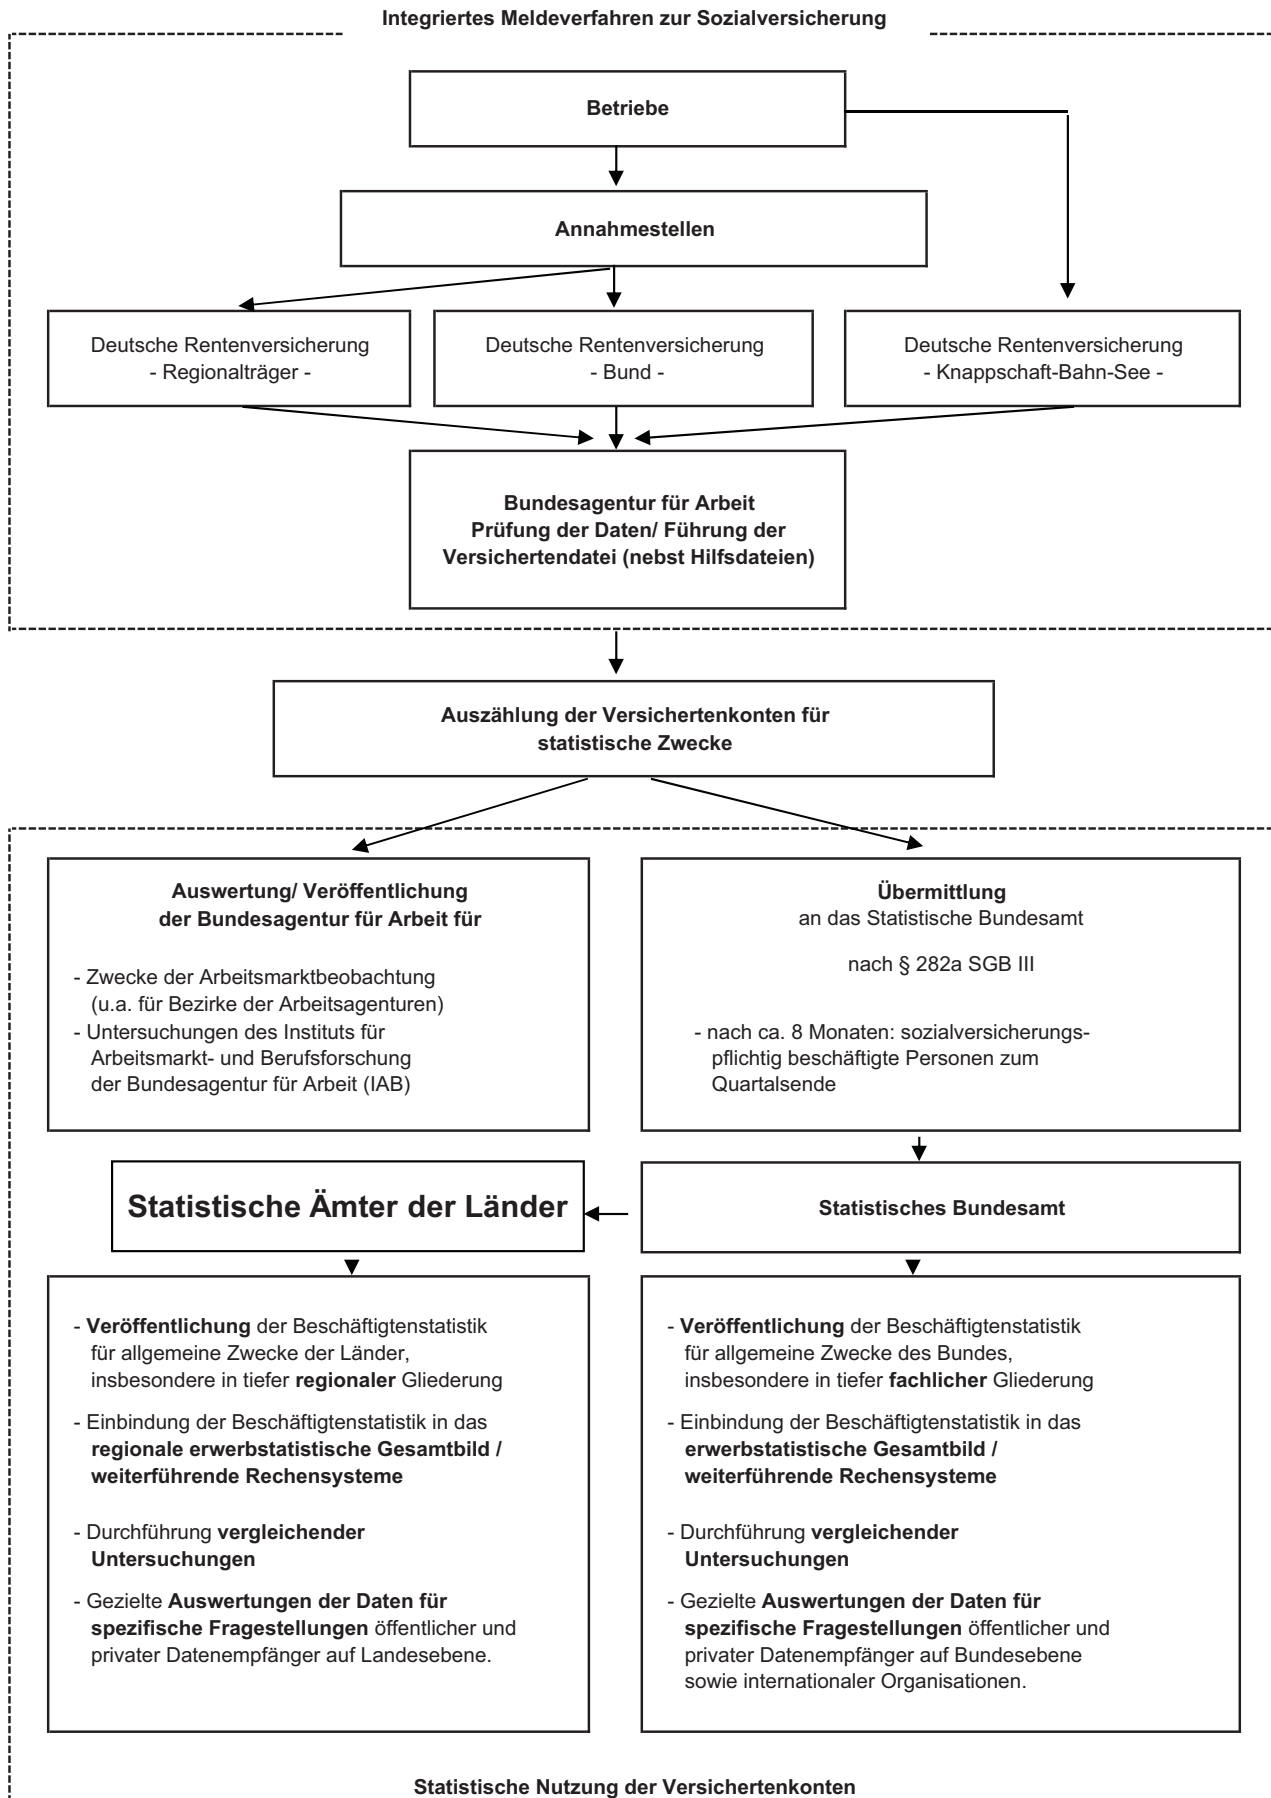 Integriertes Meldeverfahren zur Sozialversicherung
Betriebe
Annahmestellen
Deutsche Rentenversicherung
- Regionalträger -
Deutsche Rentenversicherung
- Bund -
Deutsche Rentenversicherung
- Knappschaft-Bahn-See -
Bundesagentur für Arbeit
Prüfung der Daten/ Führung der
Versichertendatei (nebst Hilfsdateien)
Auszählung der Versichertenkonten für
statistische Zwecke
Auswertung/ Veröffentlichung
der Bundesagentur für Arbeit für
- Zwecke der Arbeitsmarktbeobachtung
(u.a. für Bezirke der Arbeitsagenturen)
- Untersuchungen des Instituts für
Arbeitsmarkt- und Berufsforschung
der Bundesagentur für Arbeit (IAB)
Übermittlung
an das Statistische Bundesamt
nach § 282a SGB III
- nach ca. 8 Monaten: sozialversicherungs-
pflichtig beschäftigte Personen zum
Quartalsende
Statistische Ämter der Länder
Statistisches Bundesamt
- Veröffentlichung der Beschäftigtenstatistik
für allgemeine Zwecke der Länder,
insbesondere in tiefer regionaler Gliederung
- Einbindung der Beschäftigtenstatistik in das
regionale erwerbstatistische Gesamtbild /
weiterführende Rechensysteme
- Durchführung vergleichender
Untersuchungen
- Gezielte Auswertungen der Daten für
spezifische Fragestellungen öffentlicher und
privater Datenempfänger auf Landesebene.
- Veröffentlichung der Beschäftigtenstatistik
für allgemeine Zwecke des Bundes,
insbesondere in tiefer fachlicher Gliederung
- Einbindung der Beschäftigtenstatistik in das
erwerbstatistische Gesamtbild /
weiterführende Rechensysteme
- Durchführung vergleichender
Untersuchungen
- Gezielte Auswertungen der Daten für
spezifische Fragestellungen öffentlicher und
privater Datenempfänger auf Bundesebene
sowie internationaler Organisationen.
Statistische Nutzung der Versichertenkonten